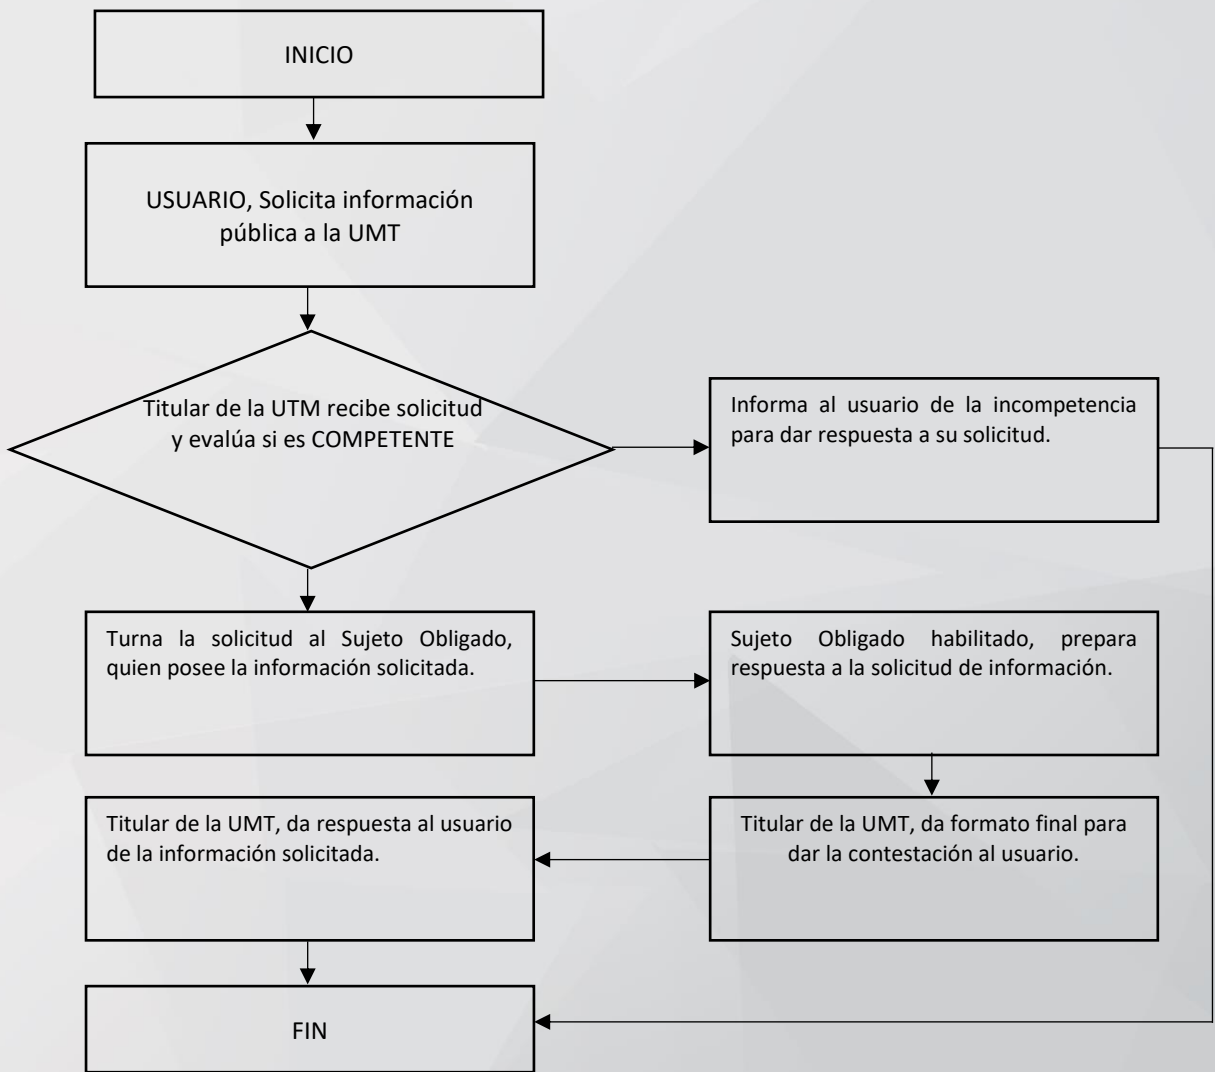 INICIO
USUARIO, Solicita información
pública a la UMT
Titular de la UTM recibe solicitud
y evalúa si es COMPETENTE
Informa al usuario de la incompetencia
para dar respuesta a su solicitud.
Turna la solicitud al Sujeto Obligado,
quien posee la información solicitada.
Sujeto Obligado habilitado, prepara
respuesta a la solicitud de información.
Titular de la UMT, da formato final para
dar la contestación al usuario.
Titular de la UMT, da respuesta al usuario
de la información solicitada.
FIN